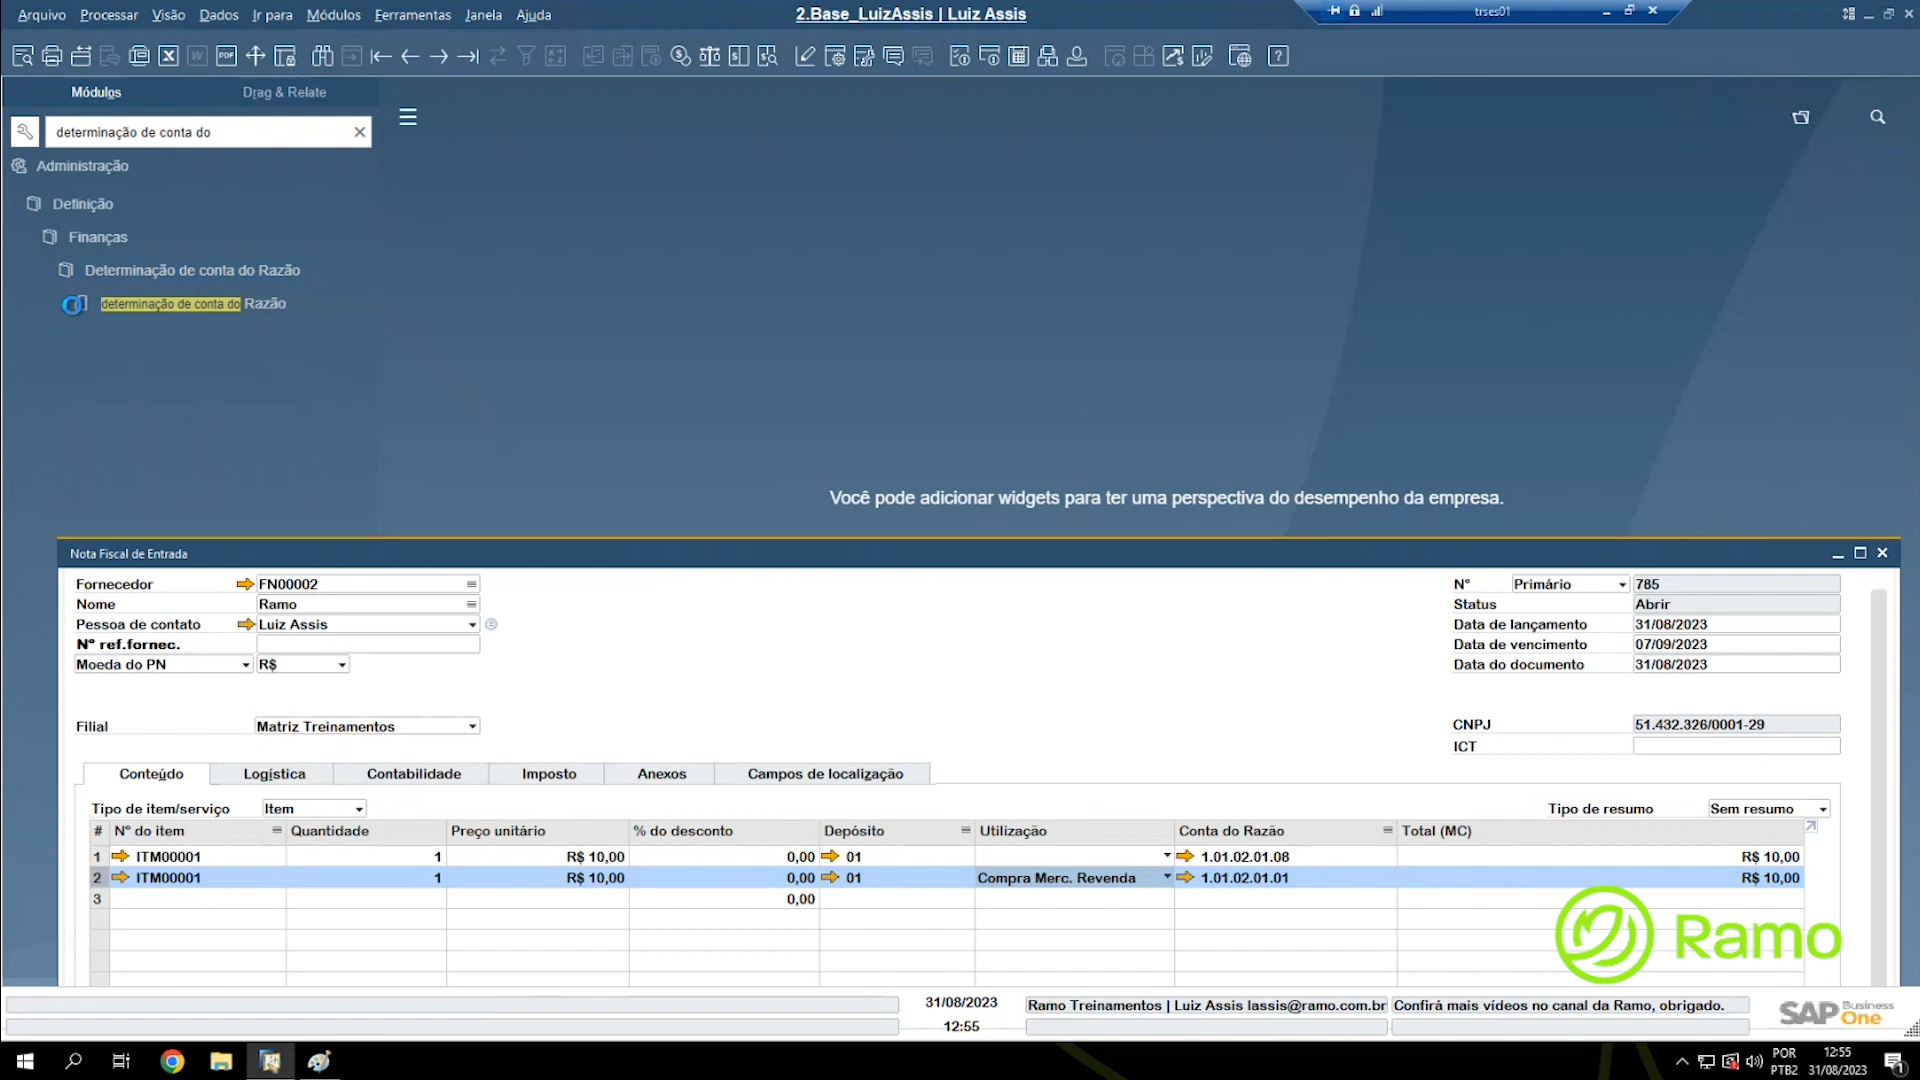 Arquivo Processar Visão Dados Ir para Módulos Ferramentas Janela Ajuda
2.Base_LuizAssis | Luiz Assis
trses01
Módulos
Drag & Relate
determinação de conta do
Administração
Definição
Finanças
Determinação de conta do Razão
determinação de conta do Razão
Você pode adicionar widgets para ter uma perspectiva do desempenho da empresa.
Nota Fiscal de Entrada
Fornecedor FN00002
Nome Ramo
Pessoa de contato Luiz Assis
N° ref.fornec.
Moeda do PN R$
Filial Matriz Treinamentos
N° Primário 785
Status Abrir
Data de lançamento 31/08/2023
Data de vencimento 07/09/2023
Data do documento 31/08/2023
CNPJ 51.432.326/0001-29
ICT
Conteúdo Logística Contabilidade Imposto Anexos Campos de localização
Tipo de item/serviço Item
Tipo de resumo Sem resumo
# N° do item Quantidade Preço unitário % do desconto Depósito Utilização Conta do Razão Total (MC)
1 ITM00001 1 R$ 10,00 0,00 01 1.01.02.01.08 R$ 10,00
2 ITM00001 1 R$ 10,00 0,00 01 Compra Merc. Revenda 1.01.02.01.01 R$ 10,00
3 0,00
Ramo
31/08/2023
12:55
Ramo Treinamentos | Luiz Assis lassis@ramo.com.br
Confirá mais vídeos no canal da Ramo, obrigado.
SAP Business One
POR
PTB2
12:55
31/08/2023
1